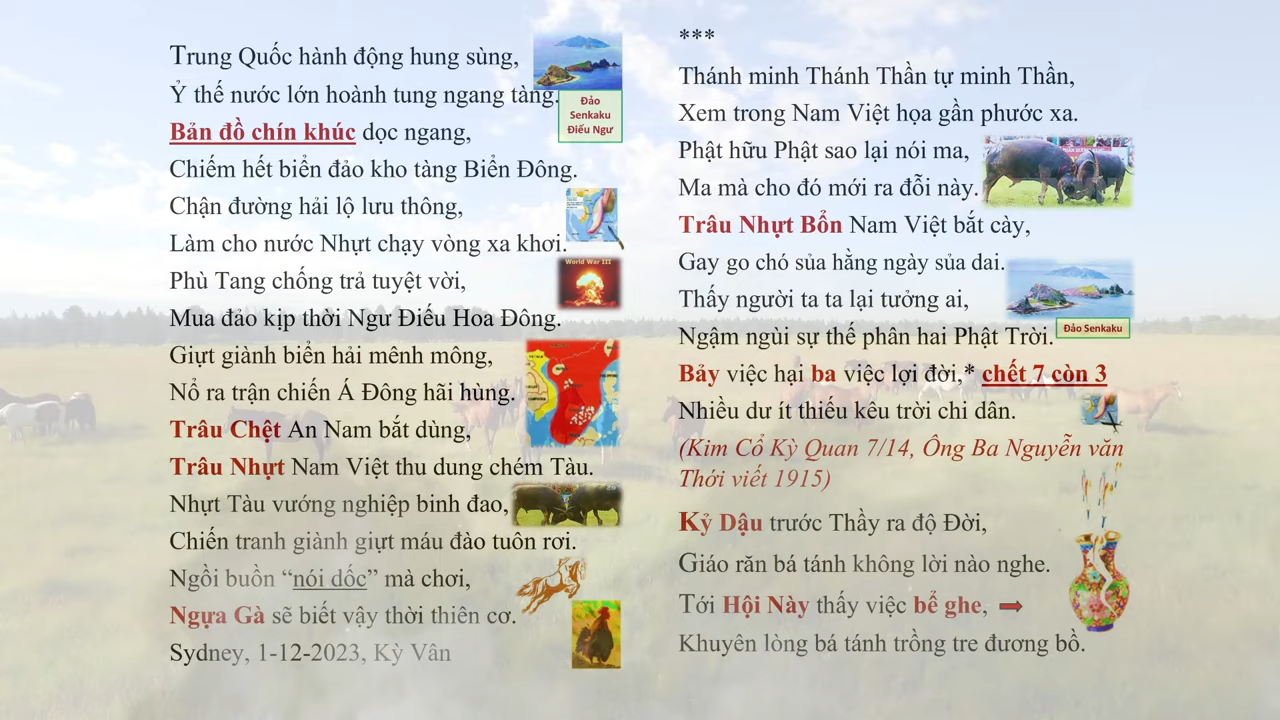 Trung Quốc hành động hung sùng,
Ỷ thế nước lớn hoành tung ngang tàng.
Đảo
Senkaku
Điếu Ngư
Bản đồ chín khúc dọc ngang,
Chiếm hết biển đảo kho tàng Biển Đông.
Chận đường hải lộ lưu thông,
Làm cho nước Nhựt chạy vòng xa khơi.
World War III
Phù Tang chống trả tuyệt vời,
Mua đảo kịp thời Ngư Điếu Hoa Đông.
Giựt giành biển hải mênh mông,
Nổ ra trận chiến Á Đông hãi hùng.
Trâu Chệt An Nam bắt dùng,
Trâu Nhựt Nam Việt thu dung chém Tàu.
Nhựt Tàu vướng nghiệp binh đao,
Chiến tranh giành giựt máu đào tuôn rơi.
Ngồi buồn “nói dốc” mà chơi,
Ngựa Gà sẽ biết vậy thời thiên cơ.
Sydney, 1-12-2023, Kỳ Vân
***
Thánh minh Thánh Thần tự minh Thần,
Xem trong Nam Việt họa gần phước xa.
Phật hữu Phật sao lại nói ma,
Ma mà cho đó mới ra đỗi này.
Trâu Nhựt Bổn Nam Việt bắt cày,
Gay go chó sủa hằng ngày sủa dai.
Thấy người ta ta lại tưởng ai,
Ngậm ngùi sự thế phân hai Phật Trời.
Đảo Senkaku
Bảy việc hại ba việc lợi đời,* chết 7 còn 3
Nhiều dư ít thiếu kêu trời chi dân.
(Kim Cổ Kỳ Quan 7/14, Ông Ba Nguyễn văn
Thới viết 1915)
Kỷ Dậu trước Thầy ra độ Đời,
Giáo răn bá tánh không lời nào nghe.
Tới Hội Này thấy việc bể ghe,
Khuyên lòng bá tánh trồng tre đương bồ.